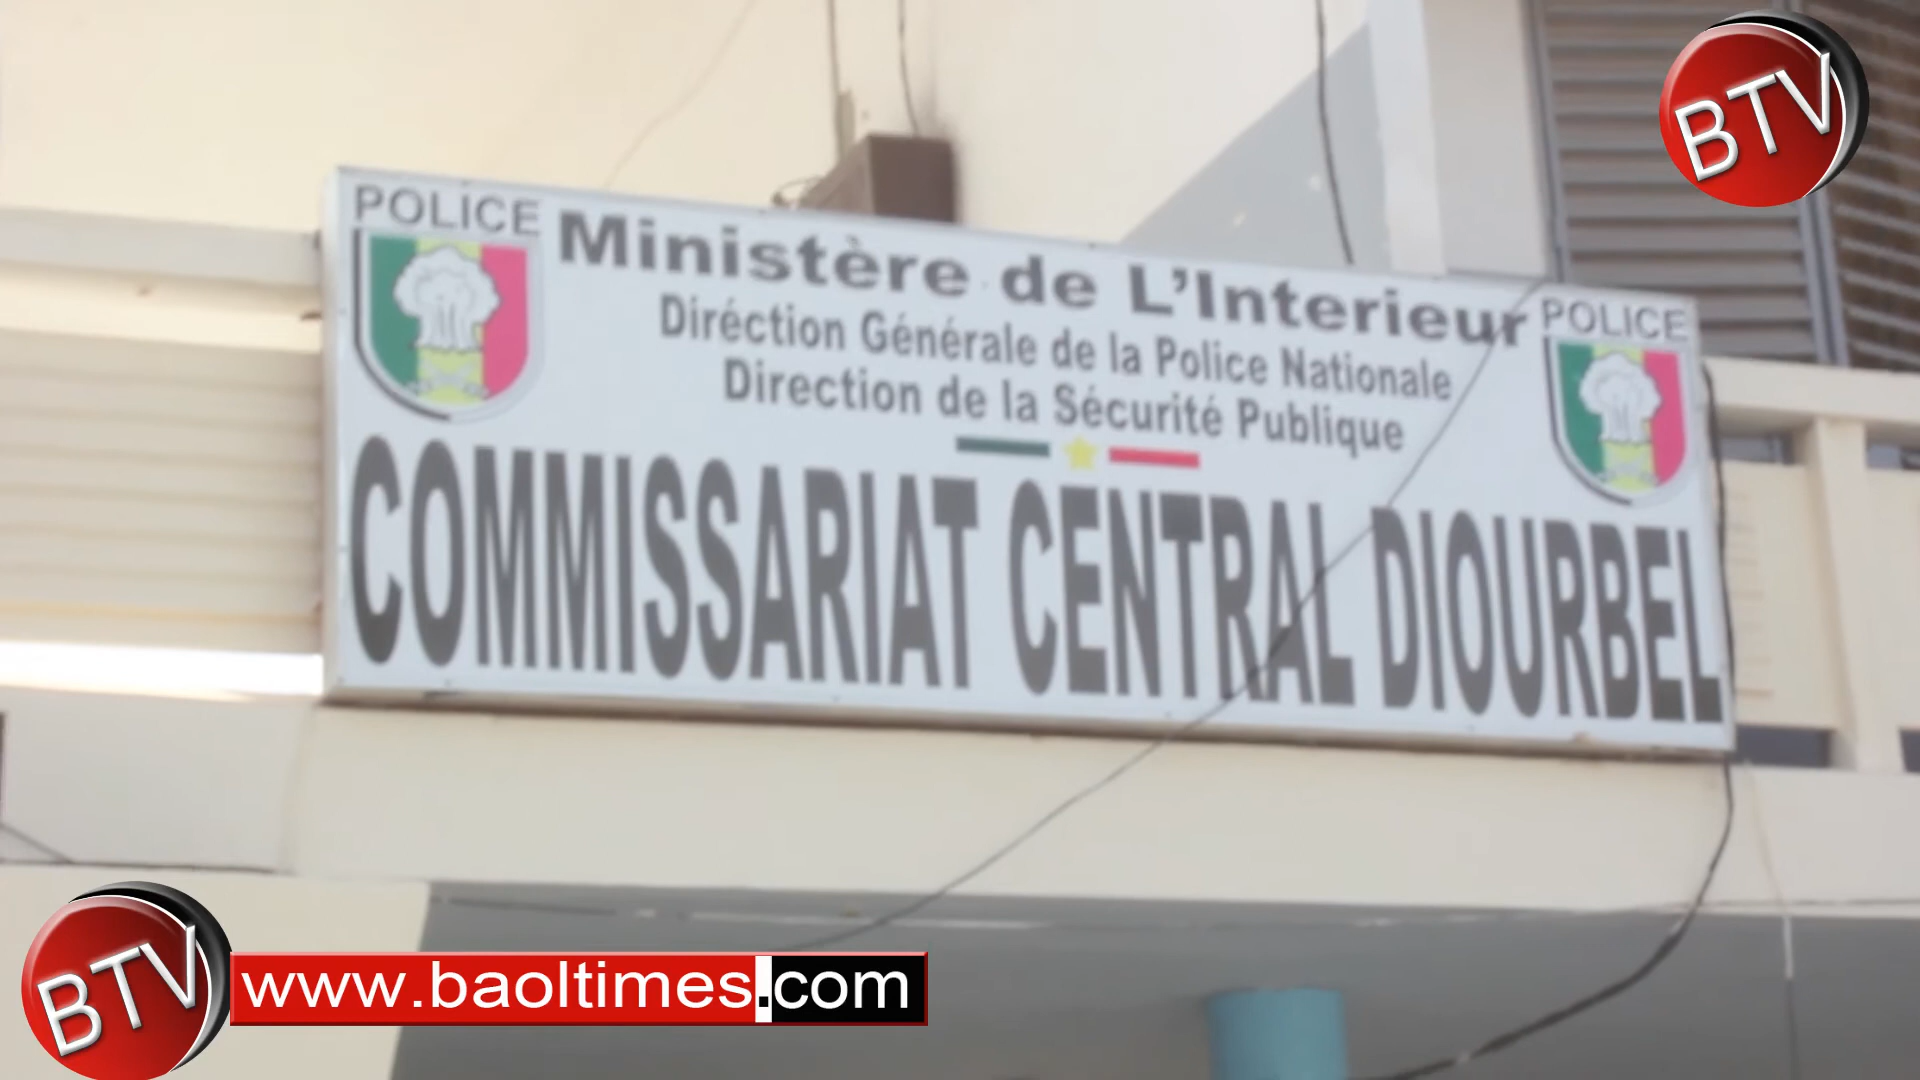 BTV
POLICE
Ministère de L'Interieur
POLICE
Diréction Générale de la Police Nationale
Direction de la Sécurité Publique
COMMISSARIAT CENTRAL DIOURBEL
BTV
www.baoltimes.com